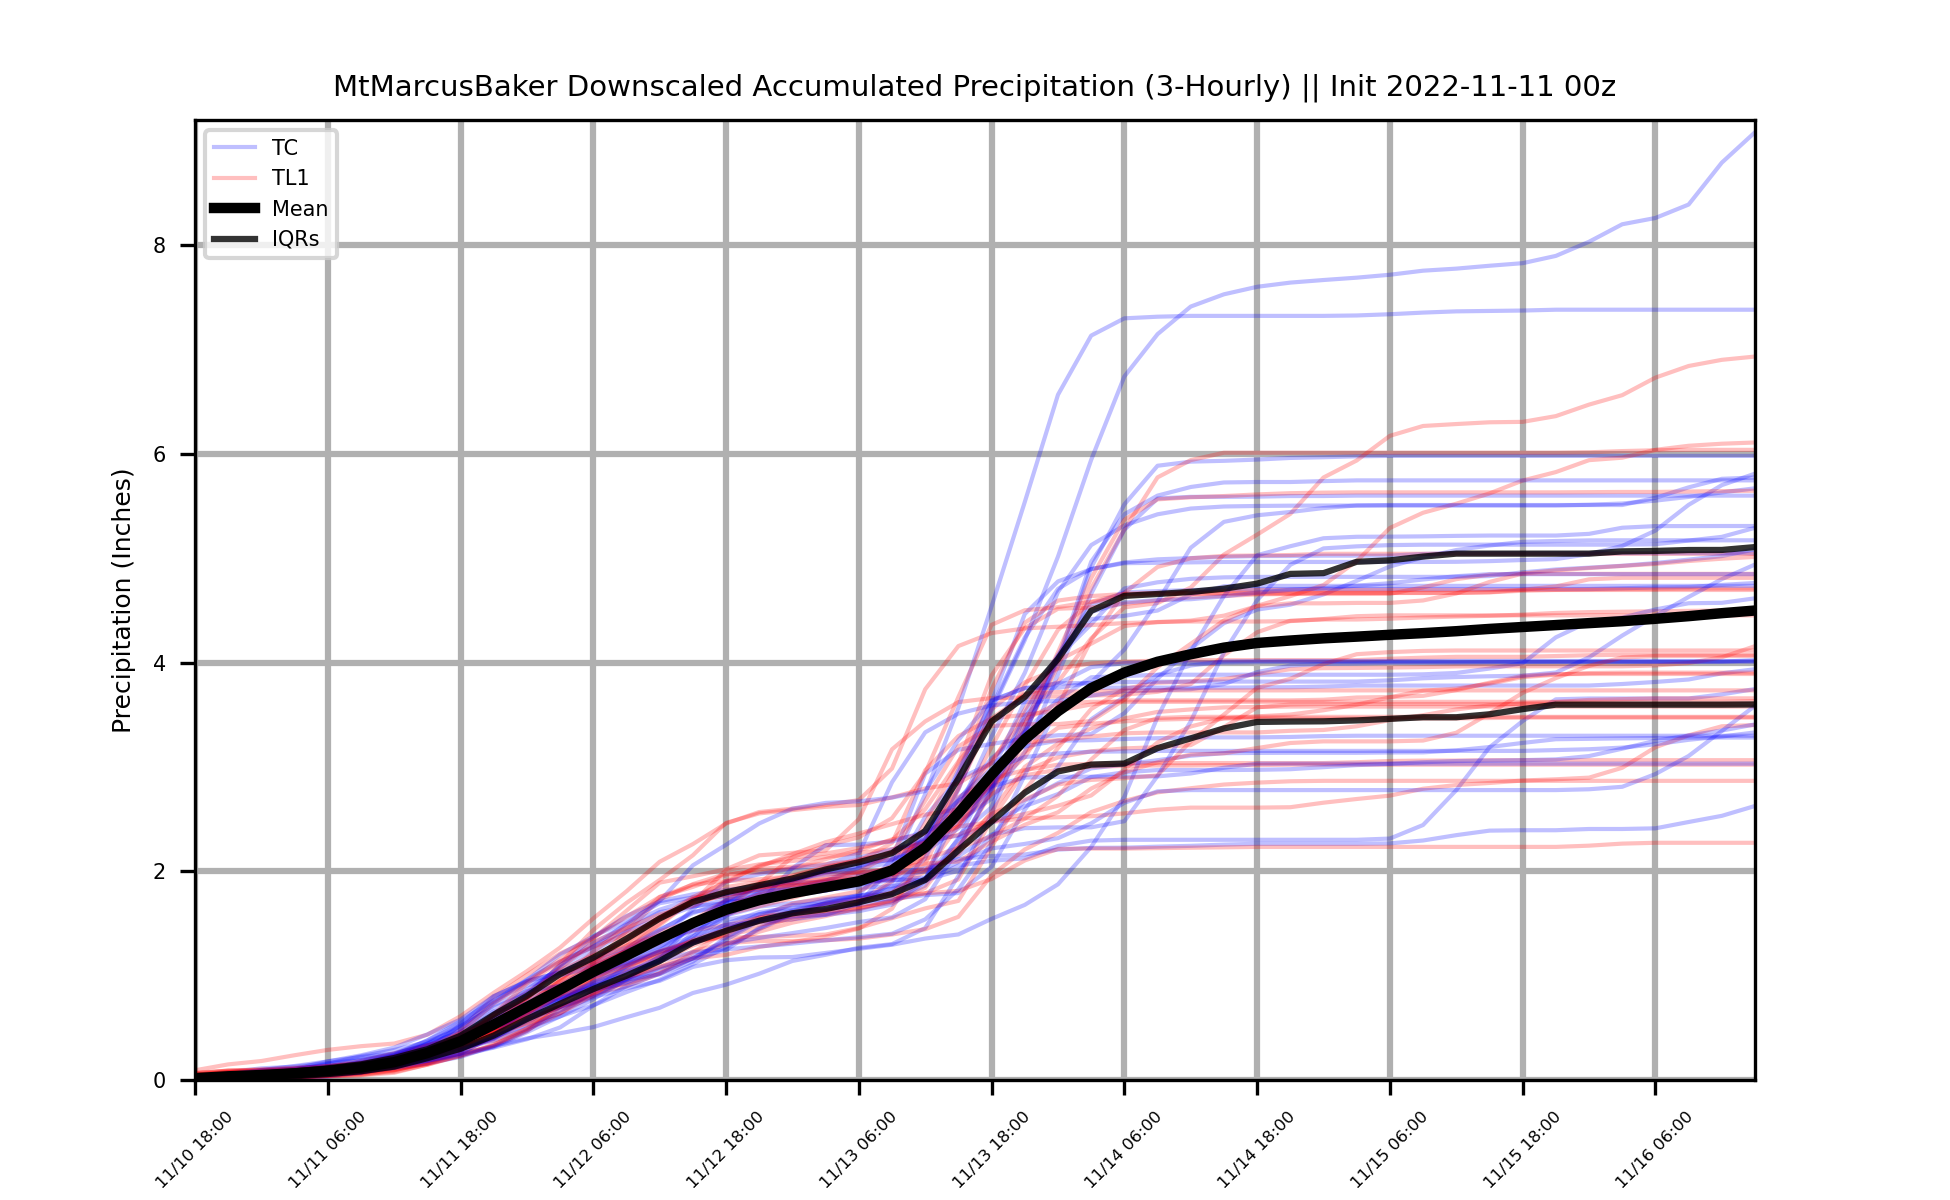 MtMarcusBaker Downscaled Accumulated Precipitation (3-Hourly) || Init 2022-11-11 00z
TC
TL1
Mean
IQRs
Precipitation (Inches)
8
6
4
2
0
11/10 18:00
11/11 06:00
11/11 18:00
11/12 06:00
11/12 18:00
11/13 06:00
11/13 18:00
11/14 06:00
11/14 18:00
11/15 06:00
11/15 18:00
11/16 06:00